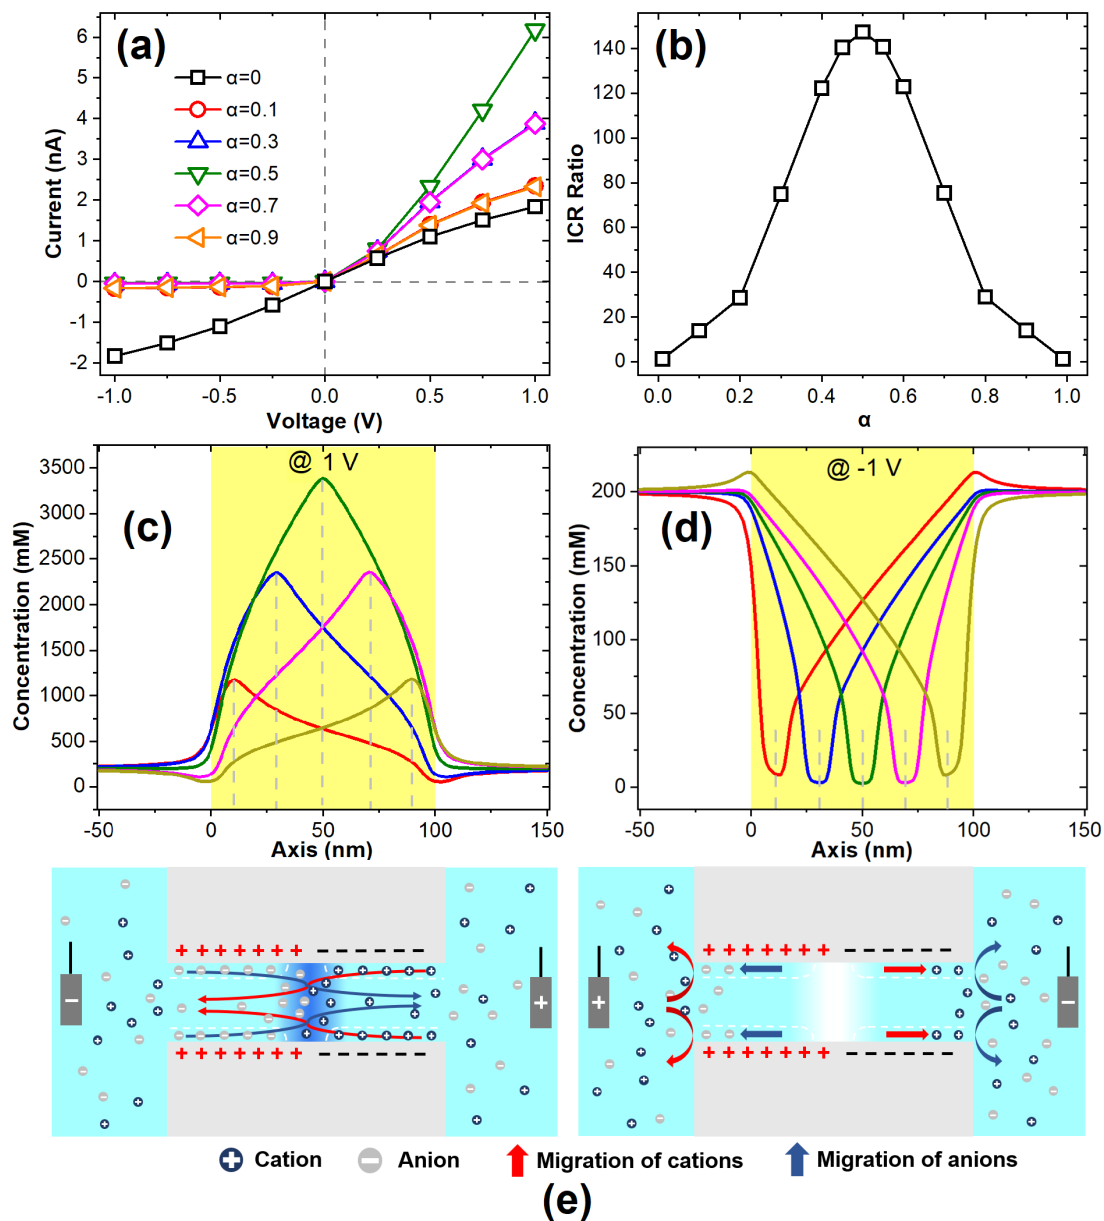 (a)
6
5
4
3
2
1
0
-1
-2
Current (nA)
α=0
α=0.1
α=0.3
α=0.5
α=0.7
α=0.9
-1.0 -0.5 0.0 0.5 1.0
Voltage (V)
(b)
140
120
100
80
60
40
20
0
ICR Ratio
0.0 0.2 0.4 0.6 0.8 1.0
α
@ 1 V
(c)
3500
3000
2500
2000
1500
1000
500
0
Concentration (mM)
-50 0 50 100 150
Axis (nm)
@ -1 V
(d)
200
150
100
50
0
Concentration (mM)
-50 0 50 100 150
Axis (nm)
+ + + + + + + − − − − − − −
− +
+ + + + + + + − − − − − − −
+ + + + + + + − − − − − − −
+ −
+ + + + + + + − − − − − − −
+ Cation − Anion Migration of cations Migration of anions
(e)